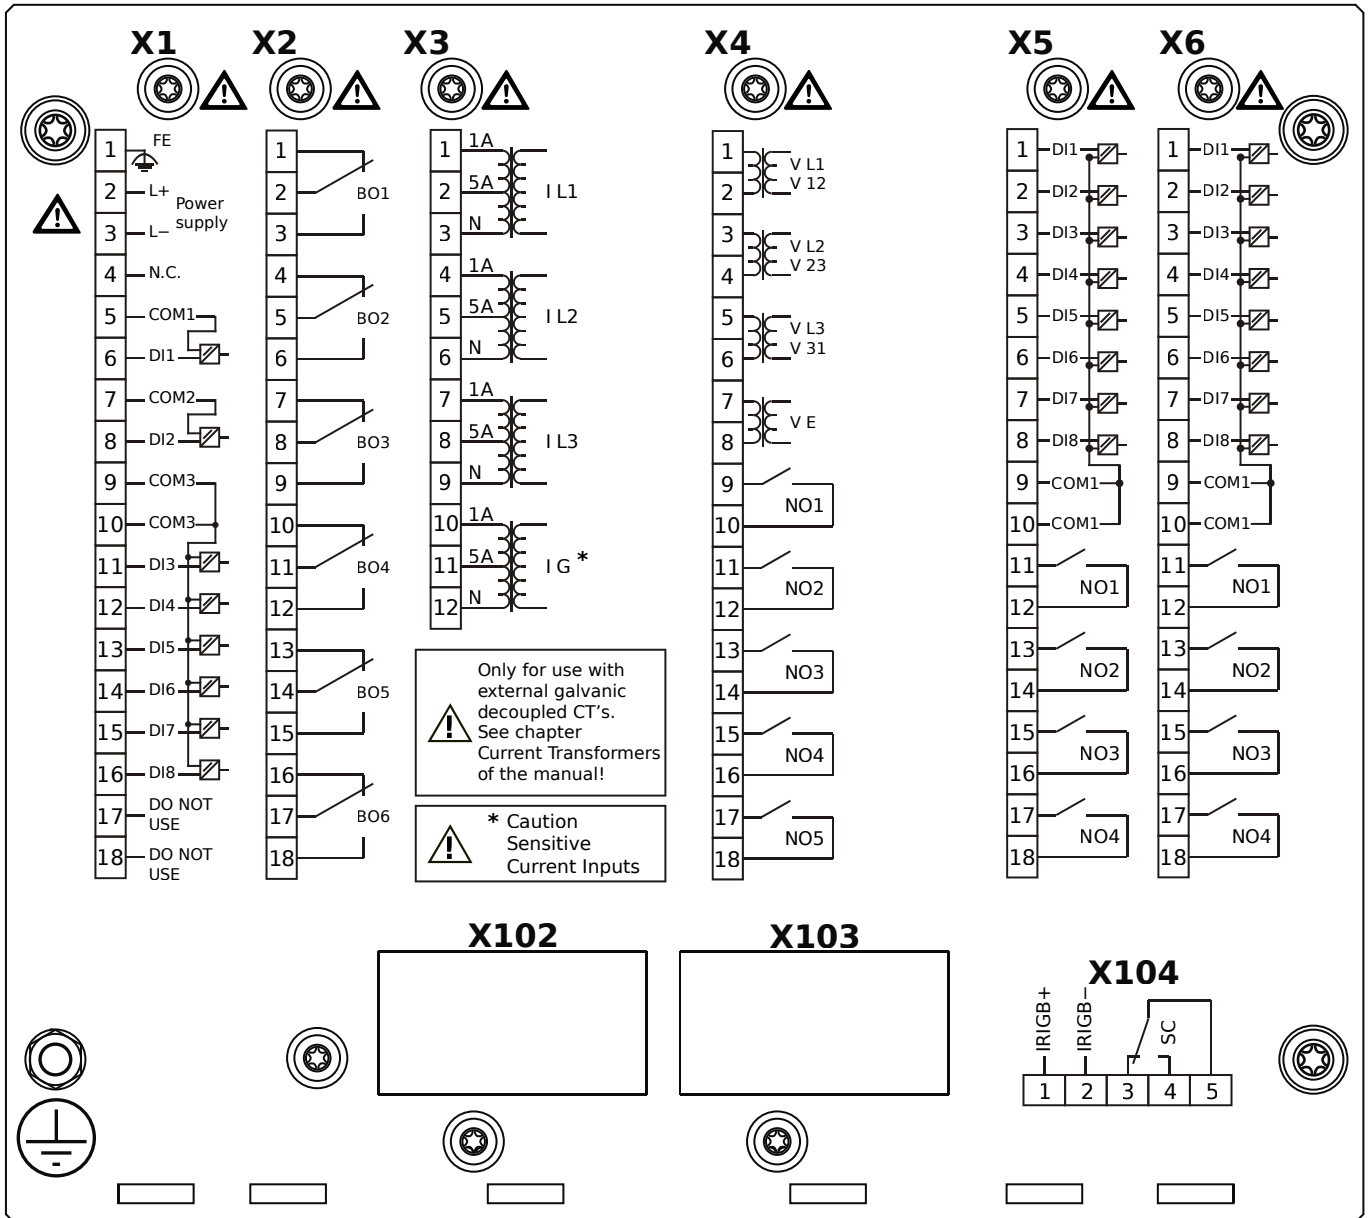 X1
X2
X3
X4
X5
X6
1 FE
2 L+
Power
supply
3 L−
4 N.C.
5 COM1
6 DI1
7 COM2
8 DI2
9 COM3
10 COM3
11 DI3
12 DI4
13 DI5
14 DI6
15 DI7
16 DI8
17 DO NOT
USE
18 DO NOT
USE
1
2 BO1
3
4
5 BO2
6
7
8 BO3
9
10
11 BO4
12
13
14 BO5
15
16
17 BO6
18
1 1A
2 5A I L1
3 N
4 1A
5 5A I L2
6 N
7 1A
8 5A I L3
9 N
10 1A
11 5A I G *
12 N
Only for use with
external galvanic
decoupled CT's.
See chapter
Current Transformers
of the manual!
* Caution
Sensitive
Current Inputs
1 V L1
2 V 12
3 V L2
4 V 23
5 V L3
6 V 31
7 V E
8
9 NO1
10
11 NO2
12
13 NO3
14
15 NO4
16
17 NO5
18
1 DI1
2 DI2
3 DI3
4 DI4
5 DI5
6 DI6
7 DI7
8 DI8
9 COM1
10 COM1
11 NO1
12
13 NO2
14
15 NO3
16
17 NO4
18
1 DI1
2 DI2
3 DI3
4 DI4
5 DI5
6 DI6
7 DI7
8 DI8
9 COM1
10 COM1
11 NO1
12
13 NO2
14
15 NO3
16
17 NO4
18
X102
X103
X104
IRIGB+
IRIGB−
SC
1 2 3 4 5